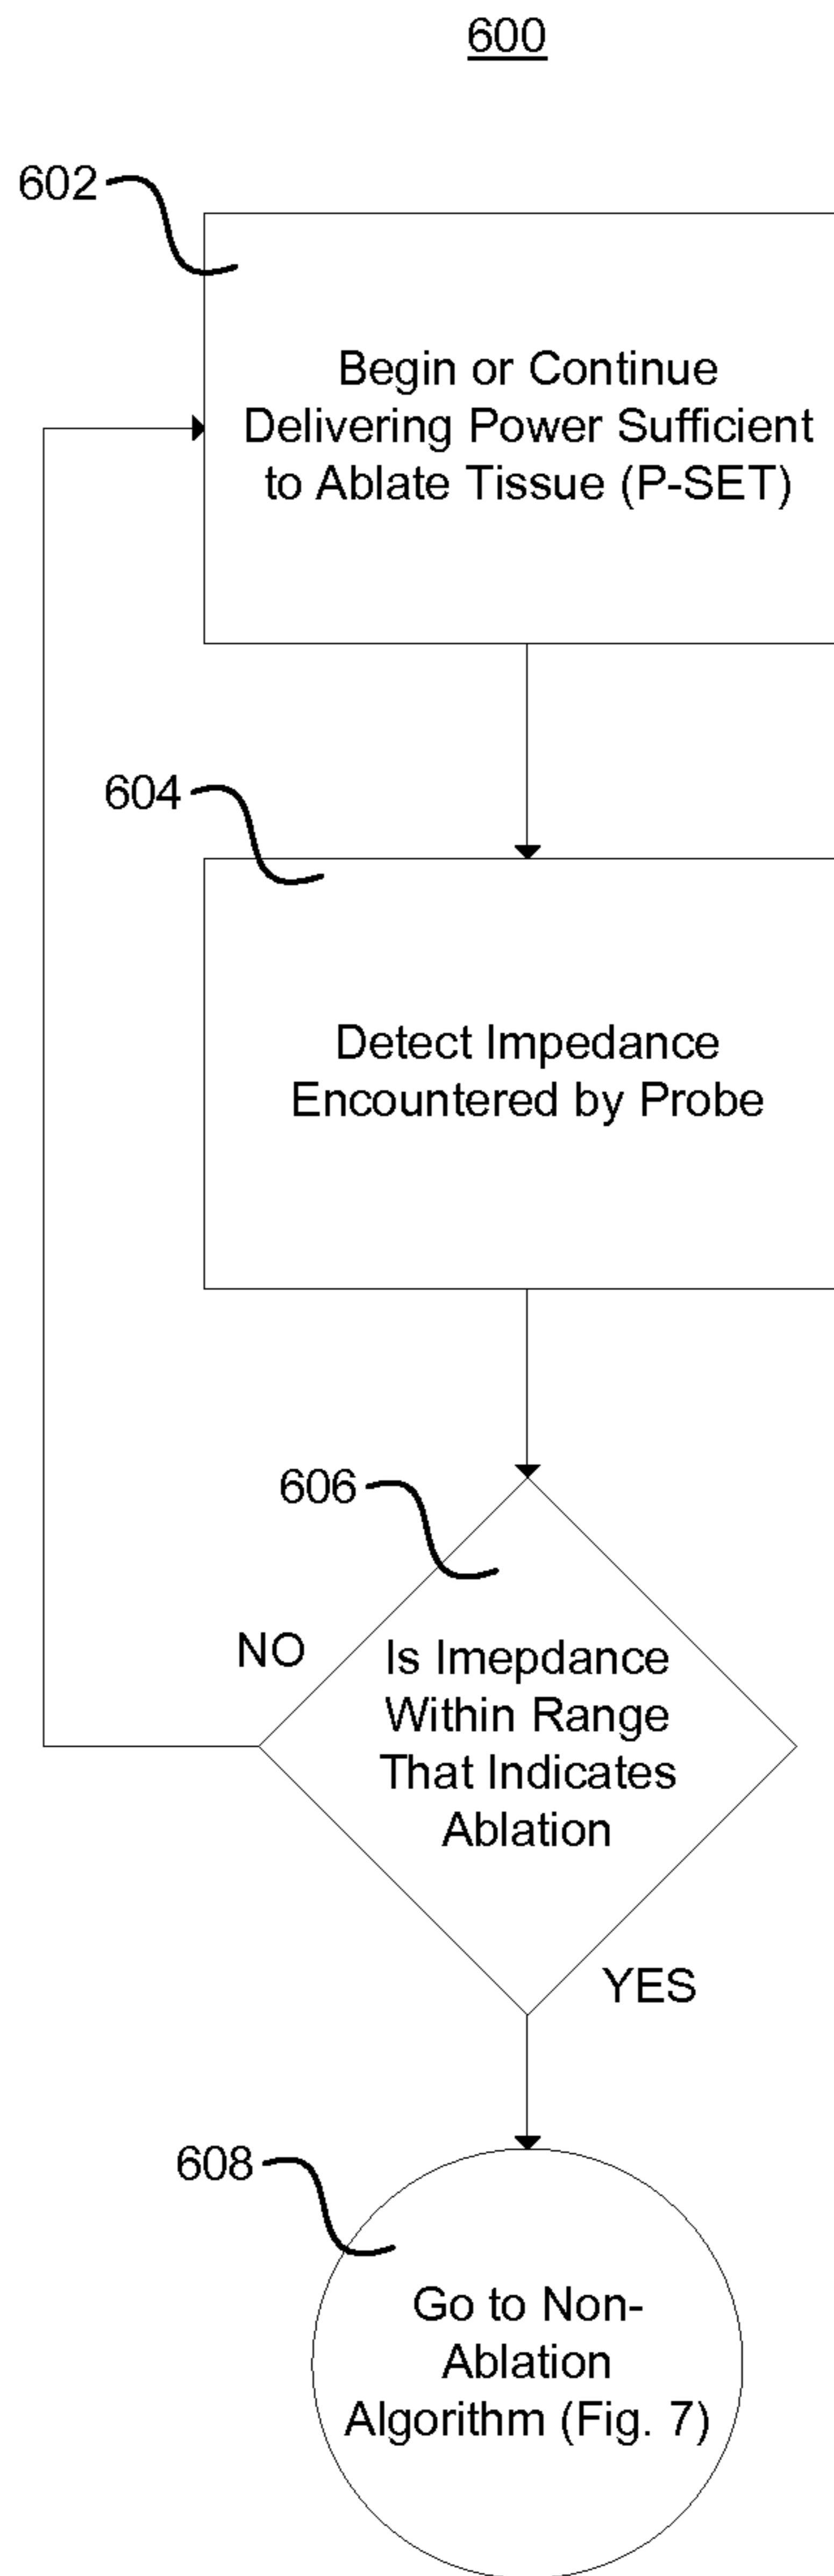 600
602
Begin or Continue
Delivering Power Sufficient
to Ablate Tissue (P-SET)
604
Detect Impedance
Encountered by Probe
606
NO
Is Imepdance
Within Range
That Indicates
Ablation
YES
608
Go to Non-
Ablation
Algorithm (Fig. 7)